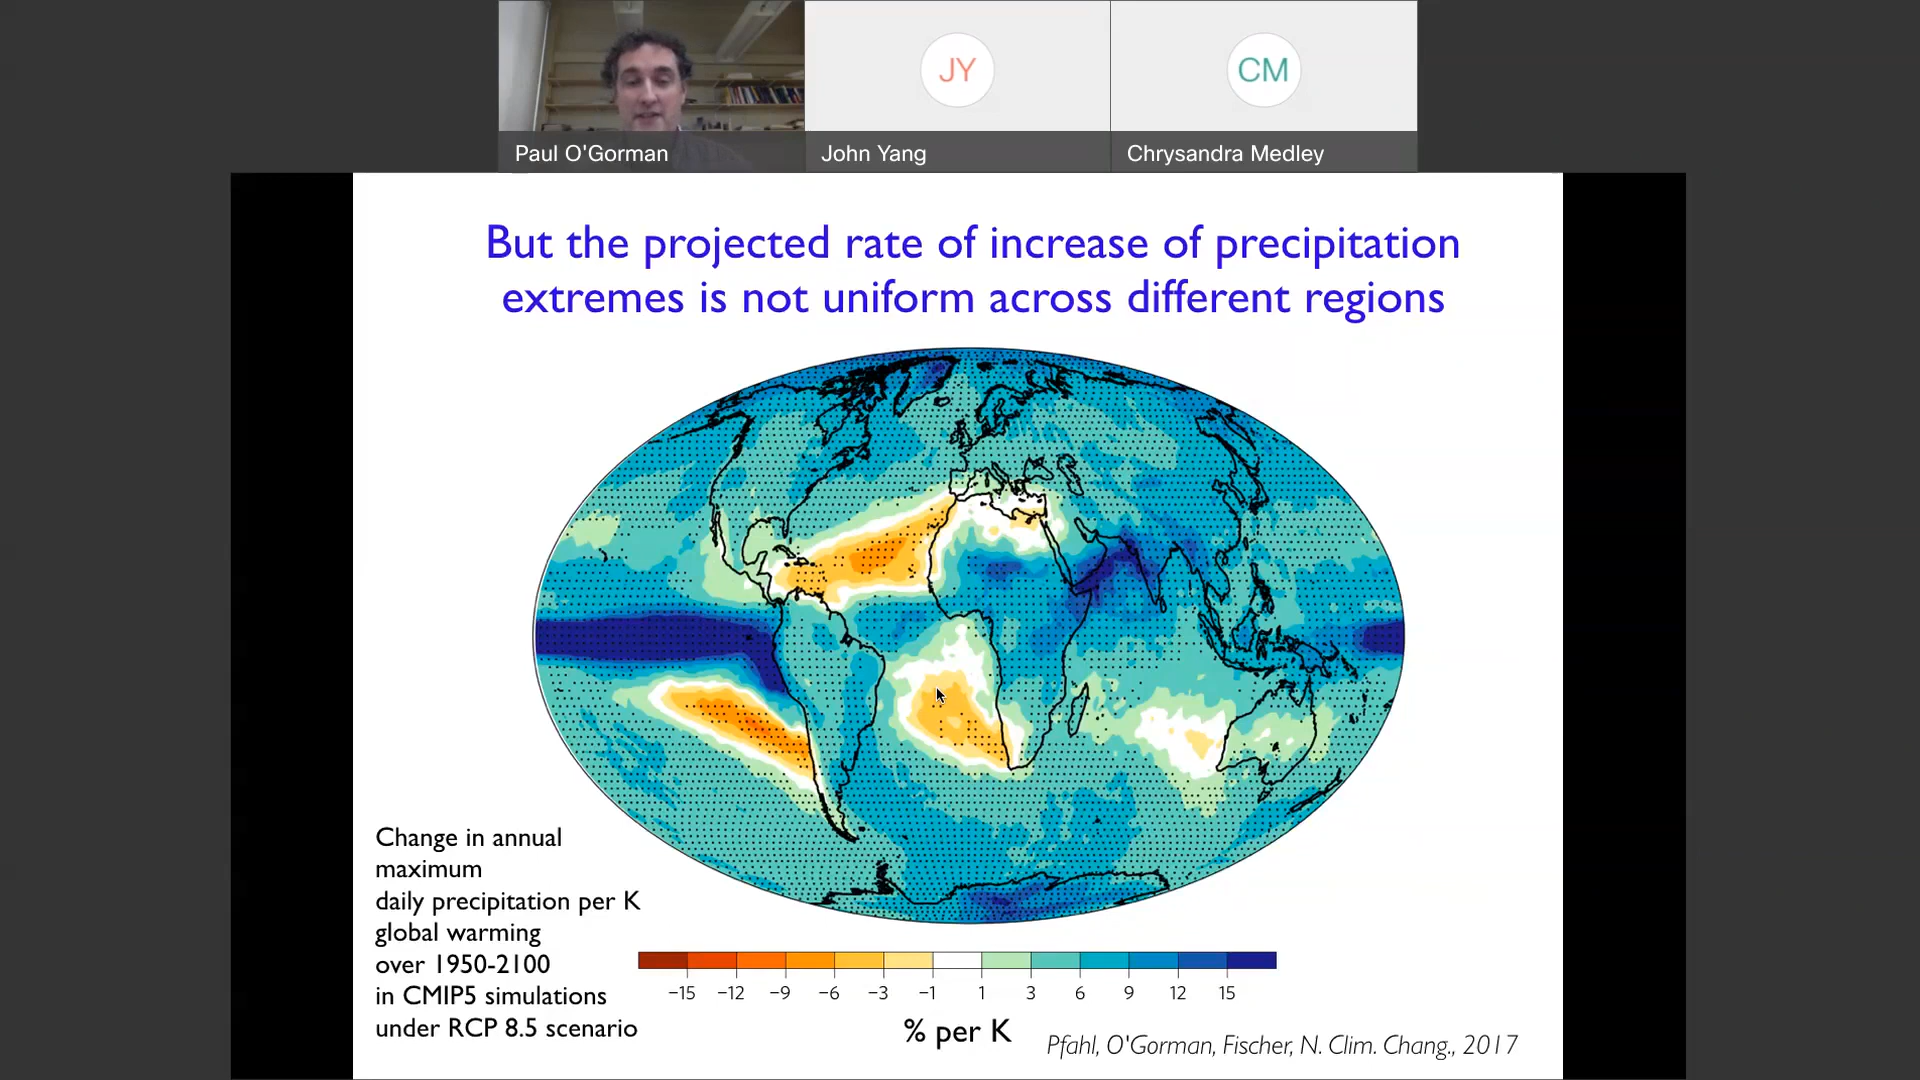 JY
CM
Paul O'Gorman
John Yang
Chrysandra Medley
But the projected rate of increase of precipitation
extremes is not uniform across different regions
Change in annual
maximum
daily precipitation per K
global warming
over 1950-2100
in CMIP5 simulations
under RCP 8.5 scenario
−15 −12 −9 −6 −3 −1 1 3 6 9 12 15
% per K
Pfahl, O'Gorman, Fischer, N. Clim. Chang., 2017